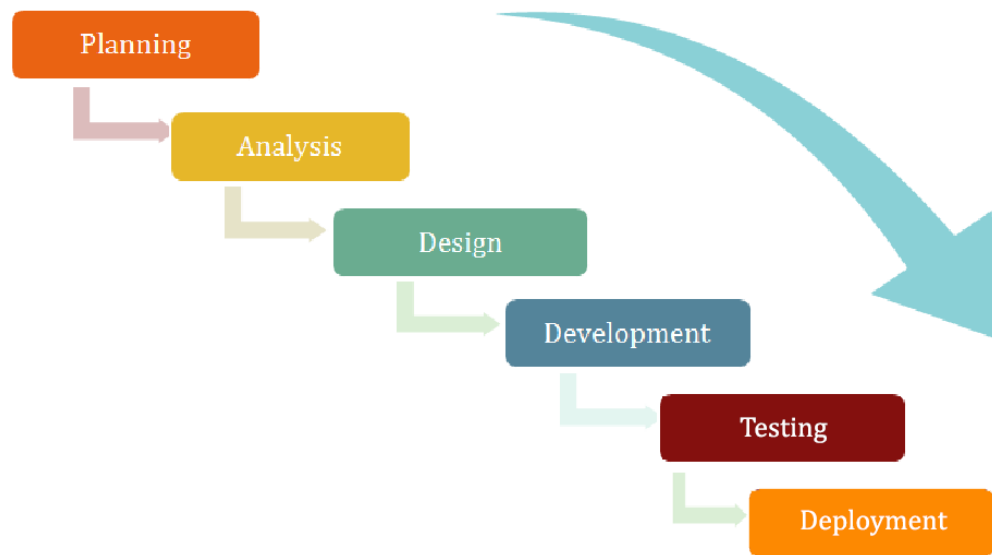 Planning
Analysis
Design
Development
Testing
Deployment